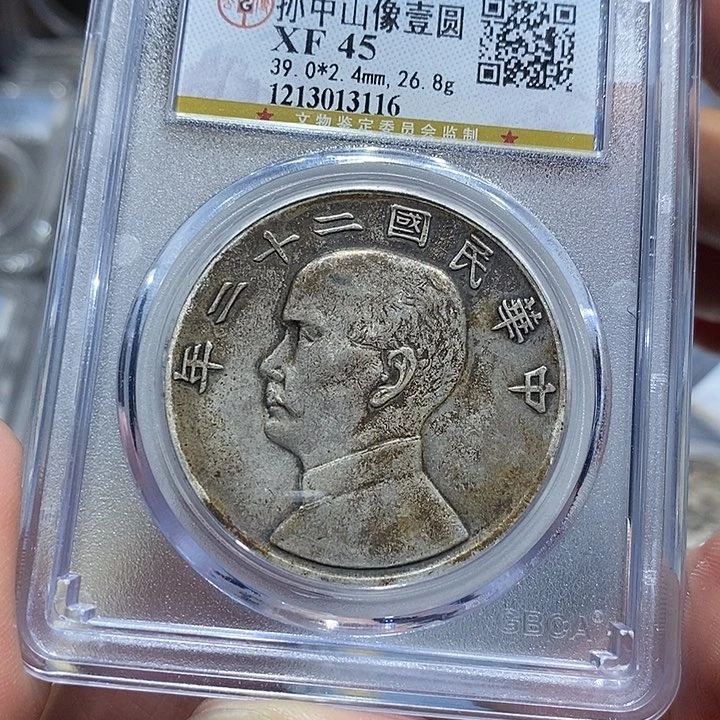 孙中山像壹圆
XF 45
39.0*2.4mm, 26.8g
1213013116
文物鉴定委员会监制
中華民國二十二年
GBCA®